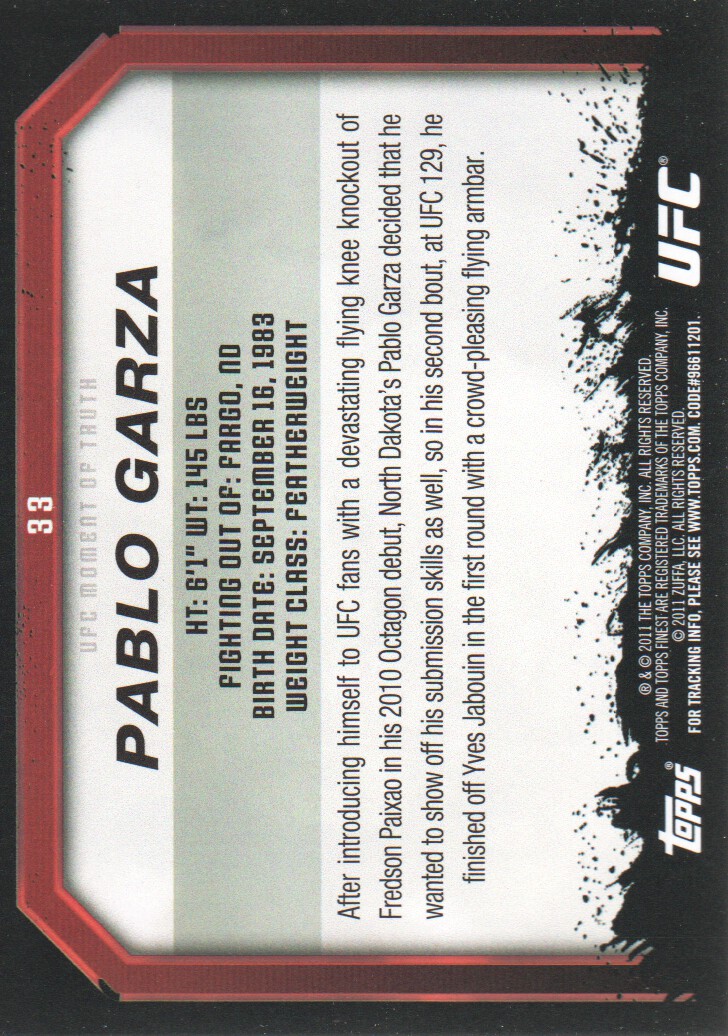 33
UFC MOMENT OF TRUTH
PABLO GARZA
HT: 6'1" WT: 145 LBS
FIGHTING OUT OF: FARGO, ND
BIRTH DATE: SEPTEMBER 16, 1983
WEIGHT CLASS: FEATHERWEIGHT
After introducing himself to UFC fans with a devastating flying knee knockout of
Fredson Paixao in his 2010 Octagon debut, North Dakota's Pablo Garza decided that he
wanted to show off his submission skills as well, so in his second bout, at UFC 129, he
finished off Yves Jabouin in the first round with a crowd-pleasing flying armbar.
topps®
® & © 2011 THE TOPPS COMPANY, INC. ALL RIGHTS RESERVED.
TOPPS AND TOPPS FINEST ARE REGISTERED TRADEMARKS OF THE TOPPS COMPANY, INC.
© 2011 ZUFFA, LLC. ALL RIGHTS RESERVED.
FOR TRACKING INFO, PLEASE SEE WWW.TOPPS.COM. CODE#96611201.
UFC®